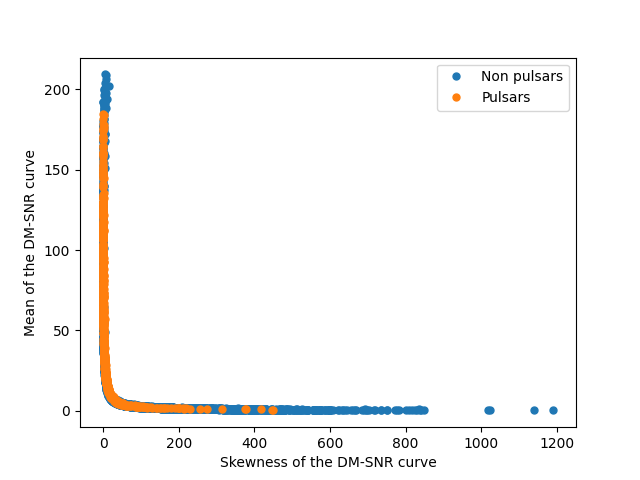 Non pulsars
Pulsars
200
150
100
50
0
Mean of the DM-SNR curve
0 200 400 600 800 1000 1200
Skewness of the DM-SNR curve